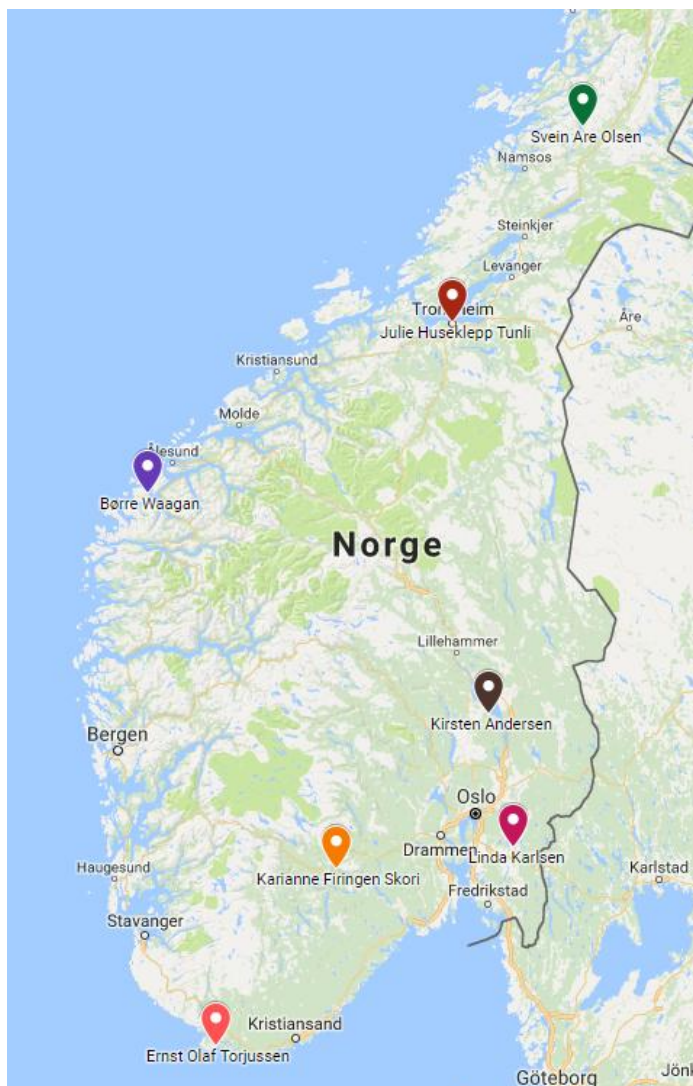 Svein Are Olsen
Namsos
Steinkjer
Levanger
Trondheim
Julie Huseklepp Tunli
Åre
Kristiansund
Molde
Ålesund
Børre Waagan
Norge
Lillehammer
Kirsten Andersen
Bergen
Oslo
Drammen
Linda Karlsen
Karianne Firingen Skori
Haugesund
Karlstad
Fredrikstad
Stavanger
Kristiansand
Ernst Olaf Torjussen
Göteborg